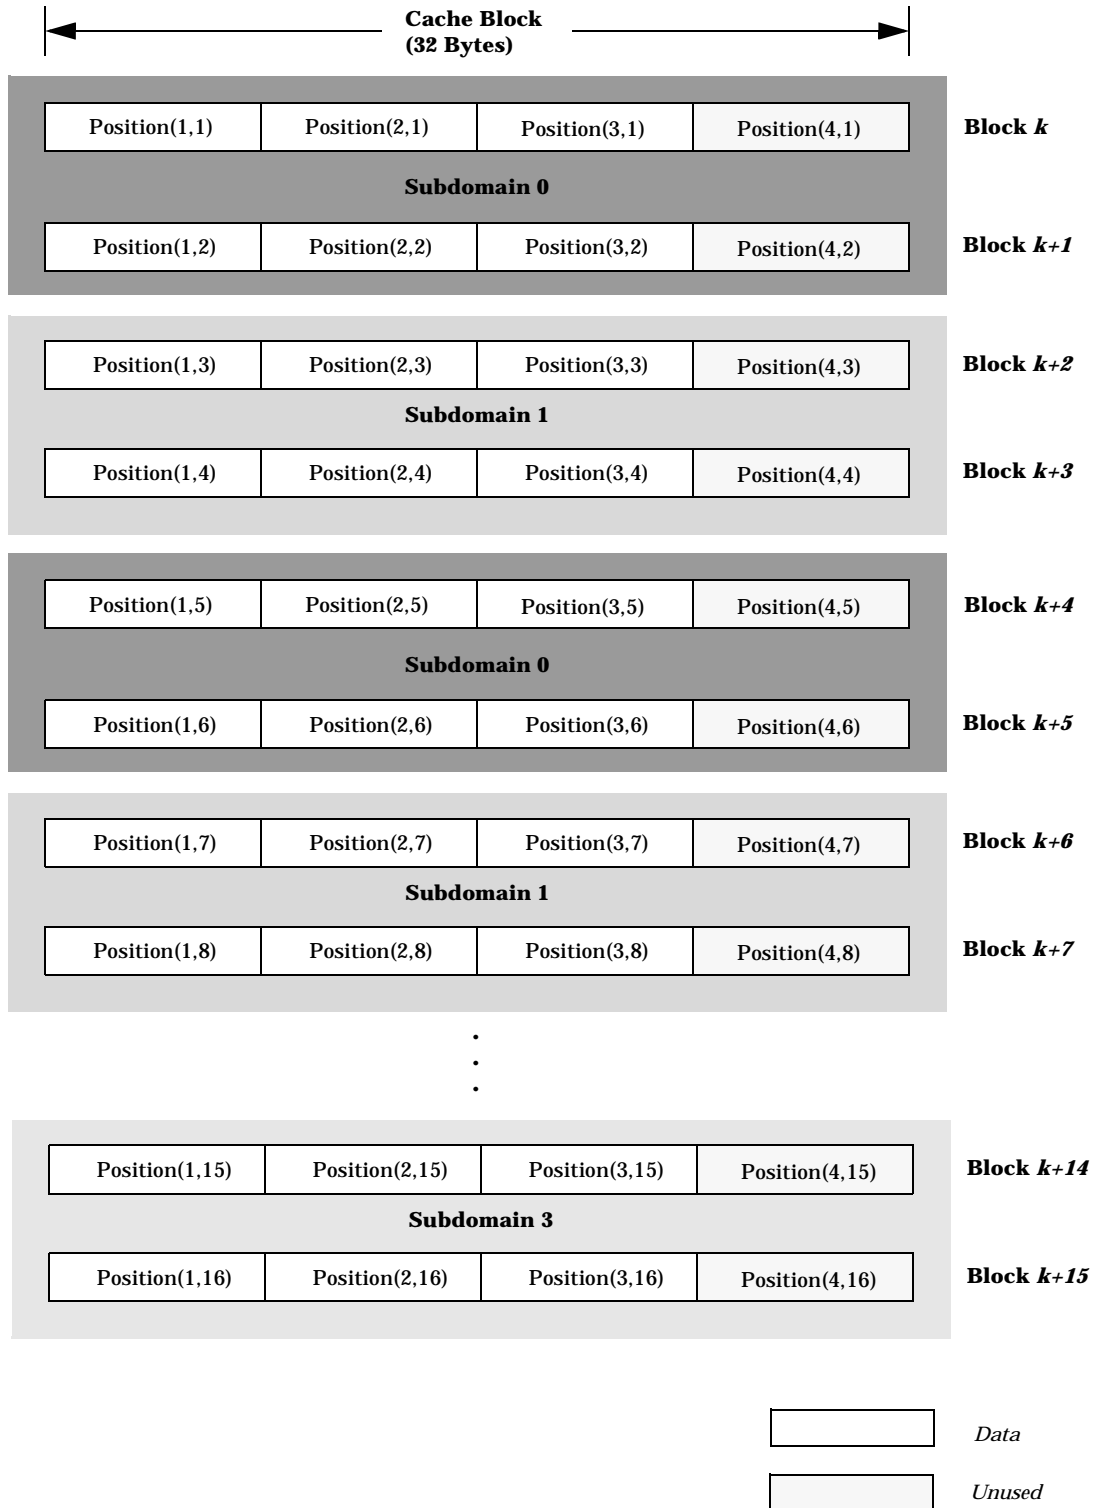 Cache Block
(32 Bytes)
Position(1,1) Position(2,1) Position(3,1) Position(4,1) Block k
Subdomain 0
Position(1,2) Position(2,2) Position(3,2) Position(4,2) Block k+1
Position(1,3) Position(2,3) Position(3,3) Position(4,3) Block k+2
Subdomain 1
Position(1,4) Position(2,4) Position(3,4) Position(4,4) Block k+3
Position(1,5) Position(2,5) Position(3,5) Position(4,5) Block k+4
Subdomain 0
Position(1,6) Position(2,6) Position(3,6) Position(4,6) Block k+5
Position(1,7) Position(2,7) Position(3,7) Position(4,7) Block k+6
Subdomain 1
Position(1,8) Position(2,8) Position(3,8) Position(4,8) Block k+7
.
.
.
Position(1,15) Position(2,15) Position(3,15) Position(4,15) Block k+14
Subdomain 3
Position(1,16) Position(2,16) Position(3,16) Position(4,16) Block k+15
Data
Unused